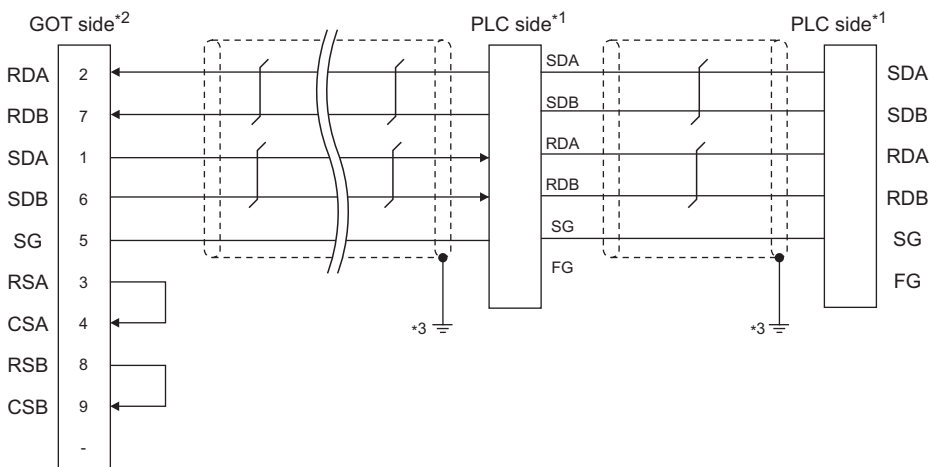 GOT side*2 PLC side*1 PLC side*1
RDA 2 SDA SDA
RDB 7 SDB SDB
SDA 1 RDA RDA
SDB 6 RDB RDB
SG 5 SG SG
RSA 3 FG FG
CSA 4 *3 *3
RSB 8
CSB 9
-